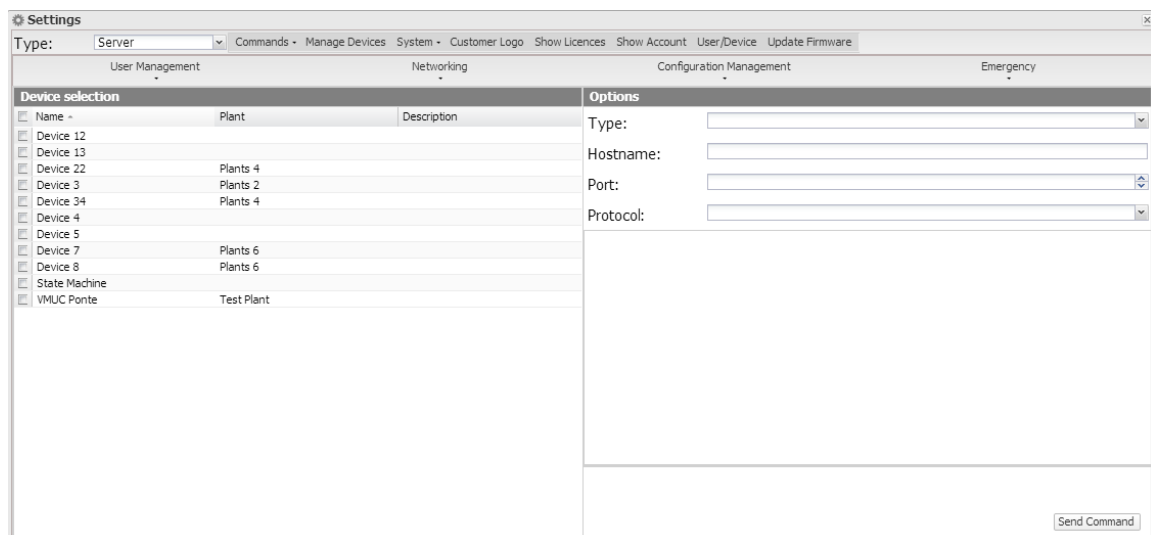 Settings
Type: Server Commands Manage Devices System Customer Logo Show Licences Show Account User/Device Update Firmware
User Management Networking Configuration Management Emergency
Device selection
Name Plant Description
Device 12
Device 13
Device 22 Plants 4
Device 3 Plants 2
Device 34 Plants 4
Device 4
Device 5
Device 7 Plants 6
Device 8 Plants 6
State Machine
VMUC Ponte Test Plant
Options
Type:
Hostname:
Port:
Protocol:
Send Command